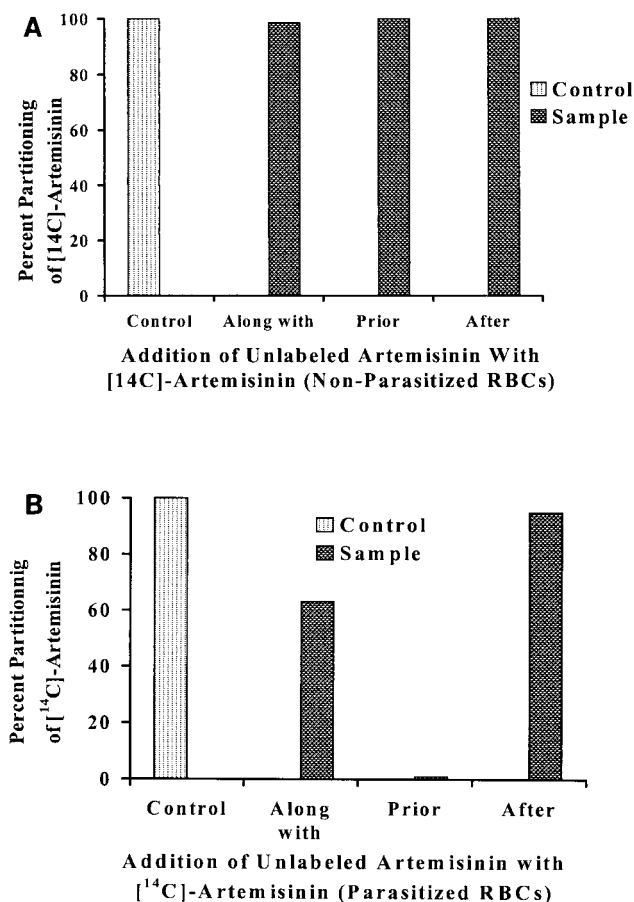 A
100
80
60
40
20
0
Percent Partitioning
of [14C]-Artemisinin
Control
Sample
Control Along with Prior After
Addition of Unlabeled Artemisinin With
[14C]-Artemisinin (Non-Parasitized RBCs)
B
100
80
60
40
20
0
Percent Partitionnig
of [¹⁴C]-Artemisinin
Control
Sample
Control Along Prior After
with
Addition of Unlabeled Artemisinin with
[¹⁴C]-Artemisinin (Parasitized RBCs)